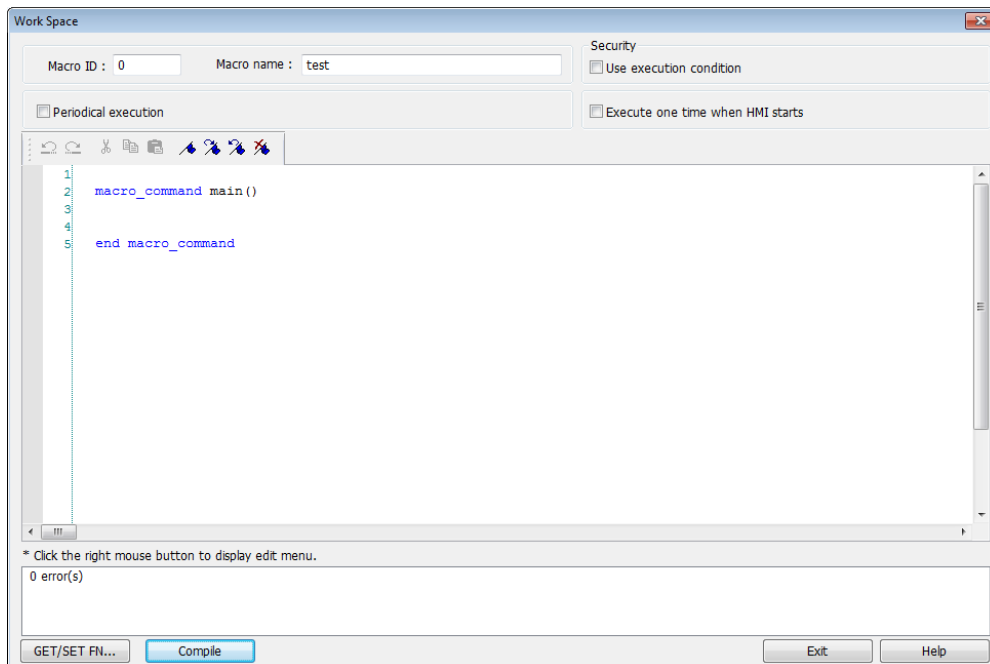 Work Space
Macro ID : 0 Macro name : test
Security
Use execution condition
Periodical execution
Execute one time when HMI starts
1
2 macro_command main()
3
4
5 end macro_command
* Click the right mouse button to display edit menu.
0 error(s)
GET/SET FN... Compile Exit Help